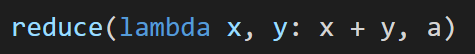 reduce(lambda x, y: x + y, a)